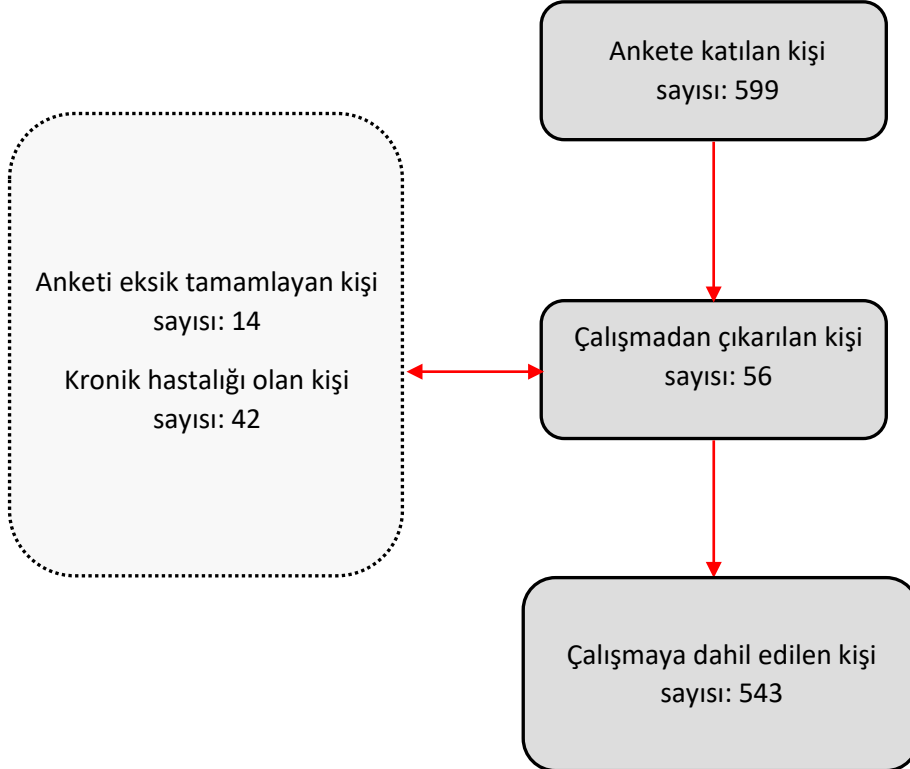 Ankete katılan kişi
sayısı: 599
Anketi eksik tamamlayan kişi
sayısı: 14
Kronik hastalığı olan kişi
sayısı: 42
Çalışmadan çıkarılan kişi
sayısı: 56
Çalışmaya dahil edilen kişi
sayısı: 543